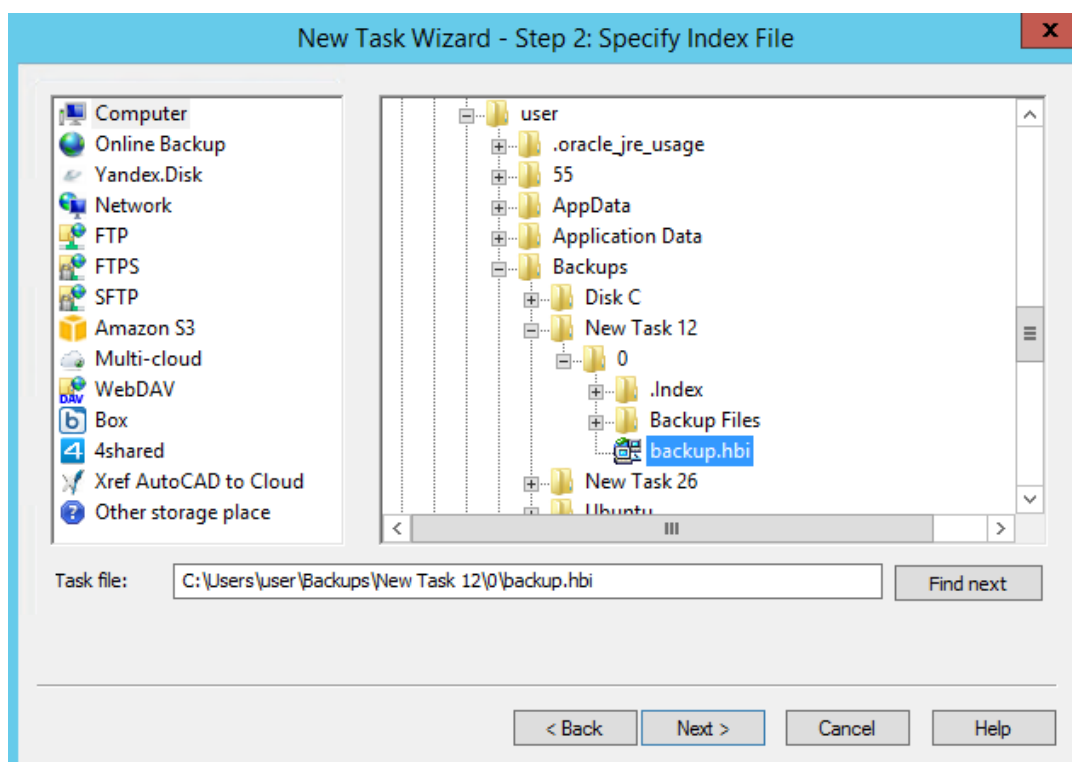 New Task Wizard - Step 2: Specify Index File
x
Computer
Online Backup
Yandex.Disk
Network
FTP
FTPS
SFTP
Amazon S3
Multi-cloud
DAV WebDAV
b Box
4 4shared
Xref AutoCAD to Cloud
? Other storage place
user
.oracle_jre_usage
55
AppData
Application Data
Backups
Disk C
New Task 12
0
.Index
Backup Files
backup.hbi
New Task 26
Ubuntu
Task file: C:\Users\user\Backups\New Task 12\0\backup.hbi Find next
< Back Next > Cancel Help